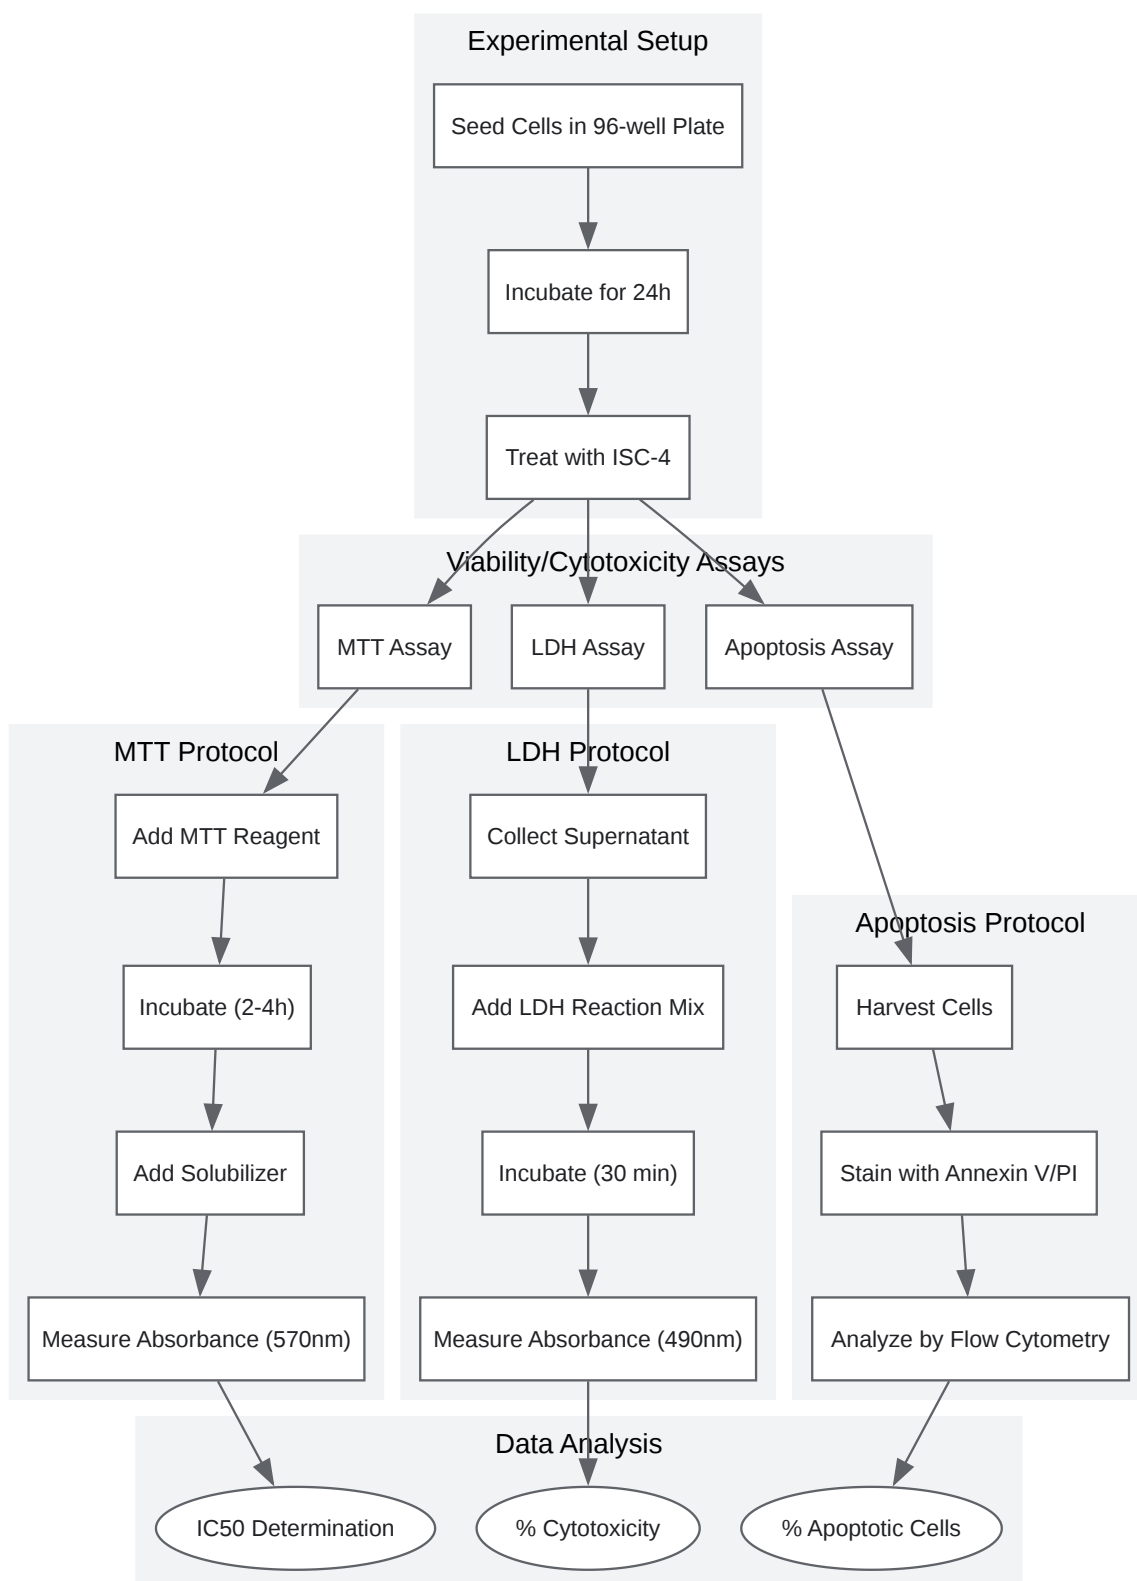 Experimental Setup
Seed Cells in 96-well Plate
Incubate for 24h
Treat with ISC-4
Viability/Cytotoxicity Assays
MTT Assay
LDH Assay
Apoptosis Assay
MTT Protocol
Add MTT Reagent
Incubate (2-4h)
Add Solubilizer
Measure Absorbance (570nm)
LDH Protocol
Collect Supernatant
Add LDH Reaction Mix
Incubate (30 min)
Measure Absorbance (490nm)
Apoptosis Protocol
Harvest Cells
Stain with Annexin V/PI
Analyze by Flow Cytometry
Data Analysis
IC50 Determination
% Cytotoxicity
% Apoptotic Cells